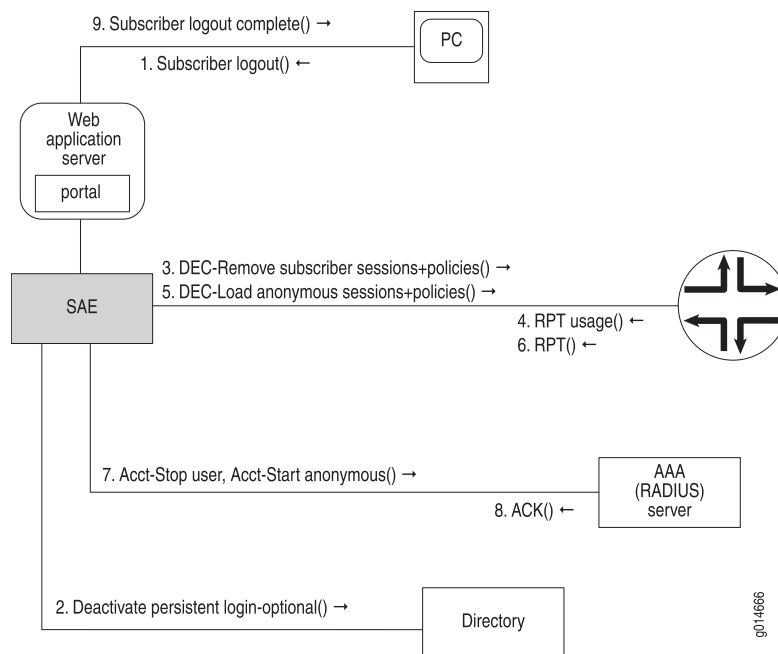 9. Subscriber logout complete() →
PC
1. Subscriber logout() ←
Web
application
server
portal
3. DEC-Remove subscriber sessions+policies() →
SAE
5. DEC-Load anonymous sessions+policies() →
4. RPT usage() ←
6. RPT() ←
7. Acct-Stop user, Acct-Start anonymous() →
AAA
(RADIUS)
server
8. ACK() ←
2. Deactivate persistent login-optional() →
Directory
g014666